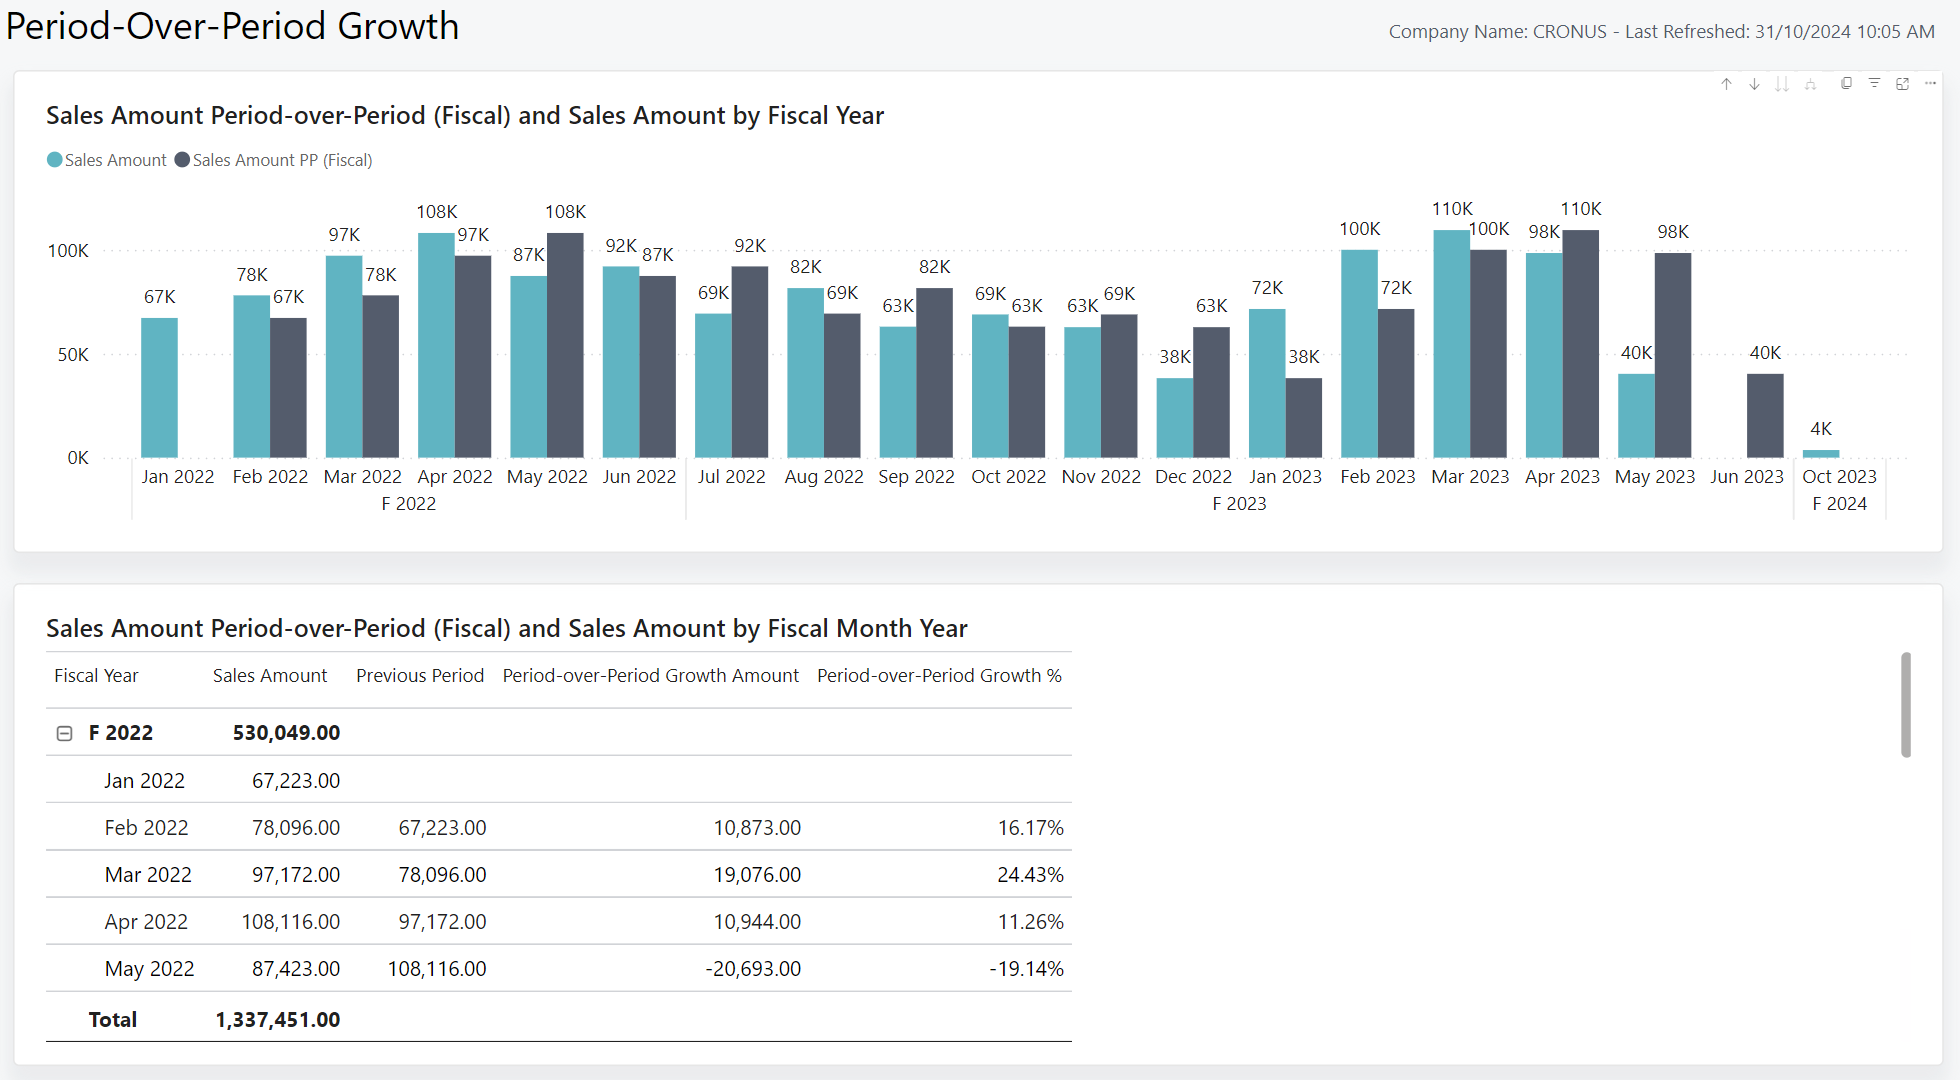 Period-Over-Period Growth
Company Name: CRONUS - Last Refreshed: 31/10/2024 10:05 AM
Sales Amount Period-over-Period (Fiscal) and Sales Amount by Fiscal Year
Sales Amount Sales Amount PP (Fiscal)
100K
50K
0K
67K
78K 67K
97K 78K
108K 97K
87K 108K
92K 87K
69K 92K
82K 69K
63K 82K
69K 63K
63K 69K
38K 63K
72K 38K
100K 72K
110K 100K
98K 110K
40K 98K
40K
4K
Jan 2022 Feb 2022 Mar 2022 Apr 2022 May 2022 Jun 2022 Jul 2022 Aug 2022 Sep 2022 Oct 2022 Nov 2022 Dec 2022 Jan 2023 Feb 2023 Mar 2023 Apr 2023 May 2023 Jun 2023 Oct 2023
F 2022 F 2023 F 2024
Sales Amount Period-over-Period (Fiscal) and Sales Amount by Fiscal Month Year
Fiscal Year Sales Amount Previous Period Period-over-Period Growth Amount Period-over-Period Growth %
F 2022 530,049.00
Jan 2022 67,223.00
Feb 2022 78,096.00 67,223.00 10,873.00 16.17%
Mar 2022 97,172.00 78,096.00 19,076.00 24.43%
Apr 2022 108,116.00 97,172.00 10,944.00 11.26%
May 2022 87,423.00 108,116.00 -20,693.00 -19.14%
Total 1,337,451.00